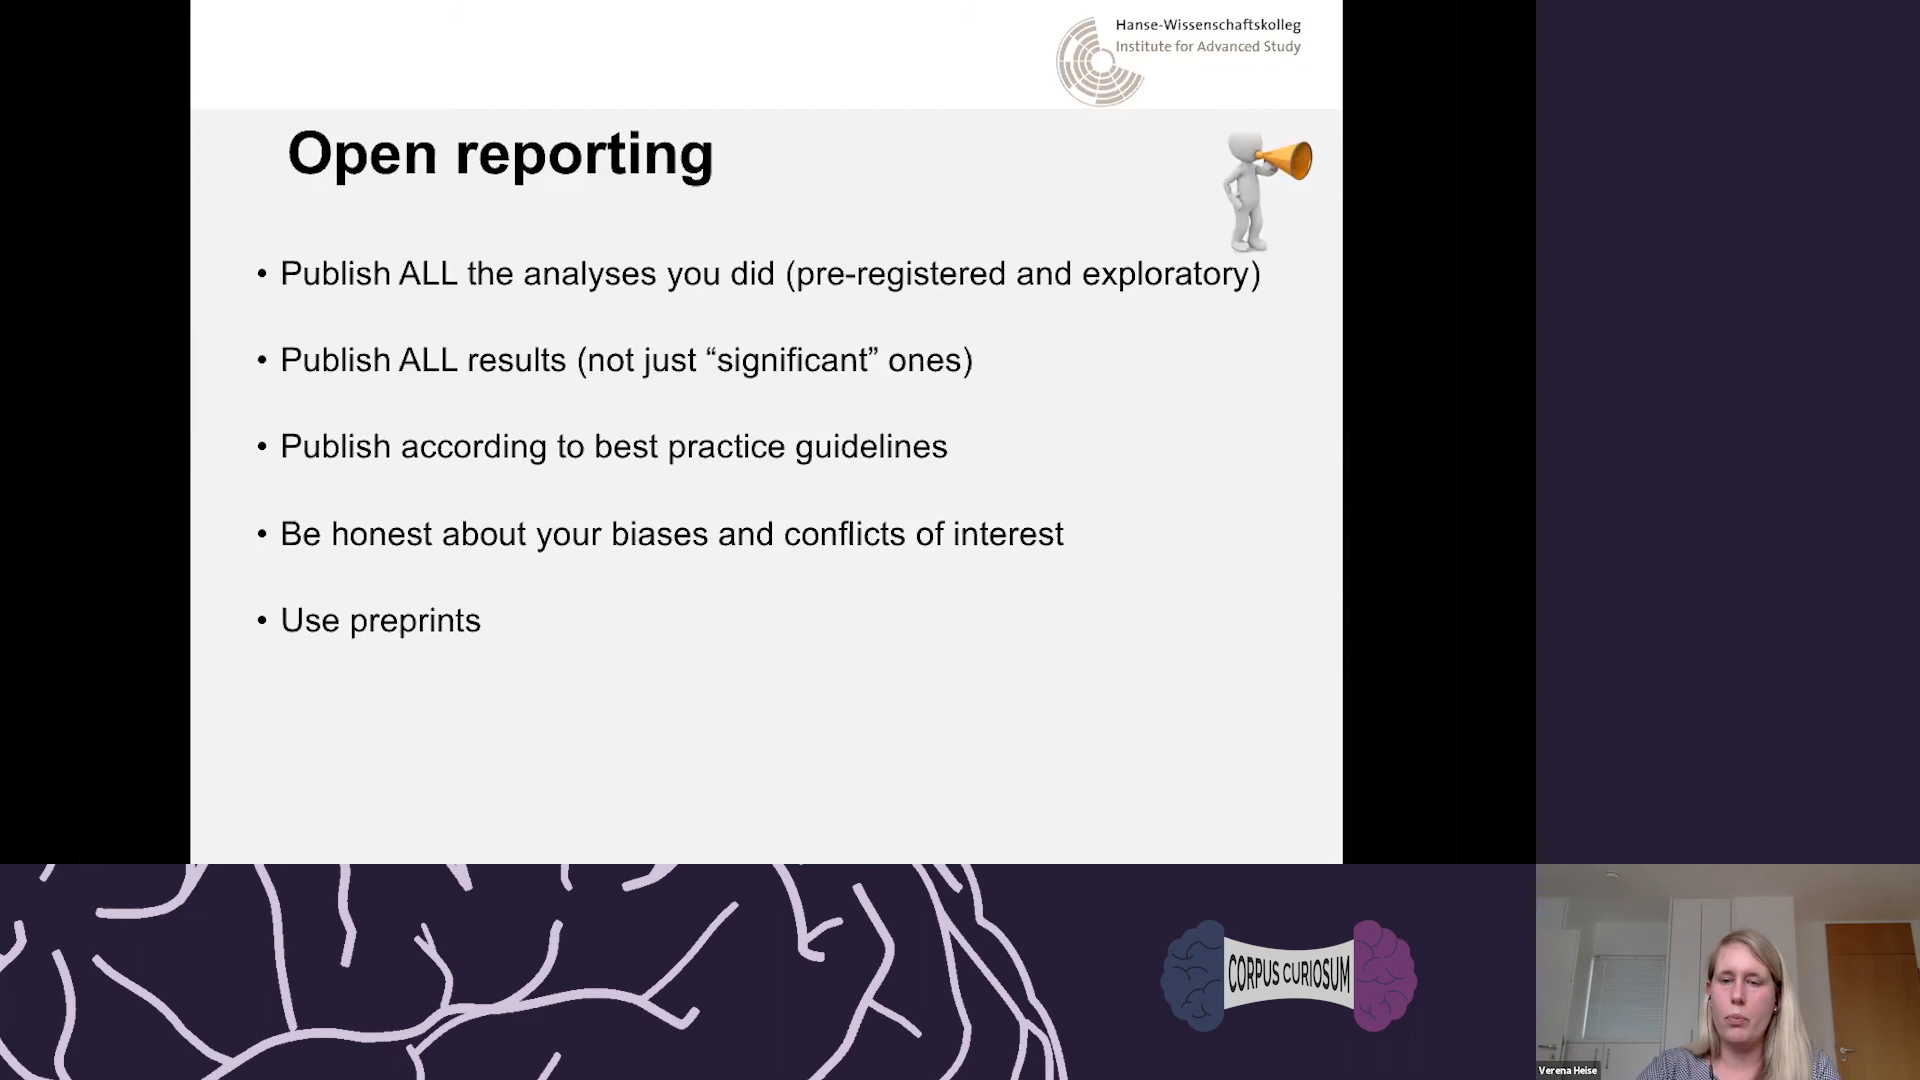 Hanse-Wissenschaftskolleg
Institute for Advanced Study
Open reporting
• Publish ALL the analyses you did (pre-registered and exploratory)
• Publish ALL results (not just “significant” ones)
• Publish according to best practice guidelines
• Be honest about your biases and conflicts of interest
• Use preprints
CORPUS CURIOSUM
Verena Heise